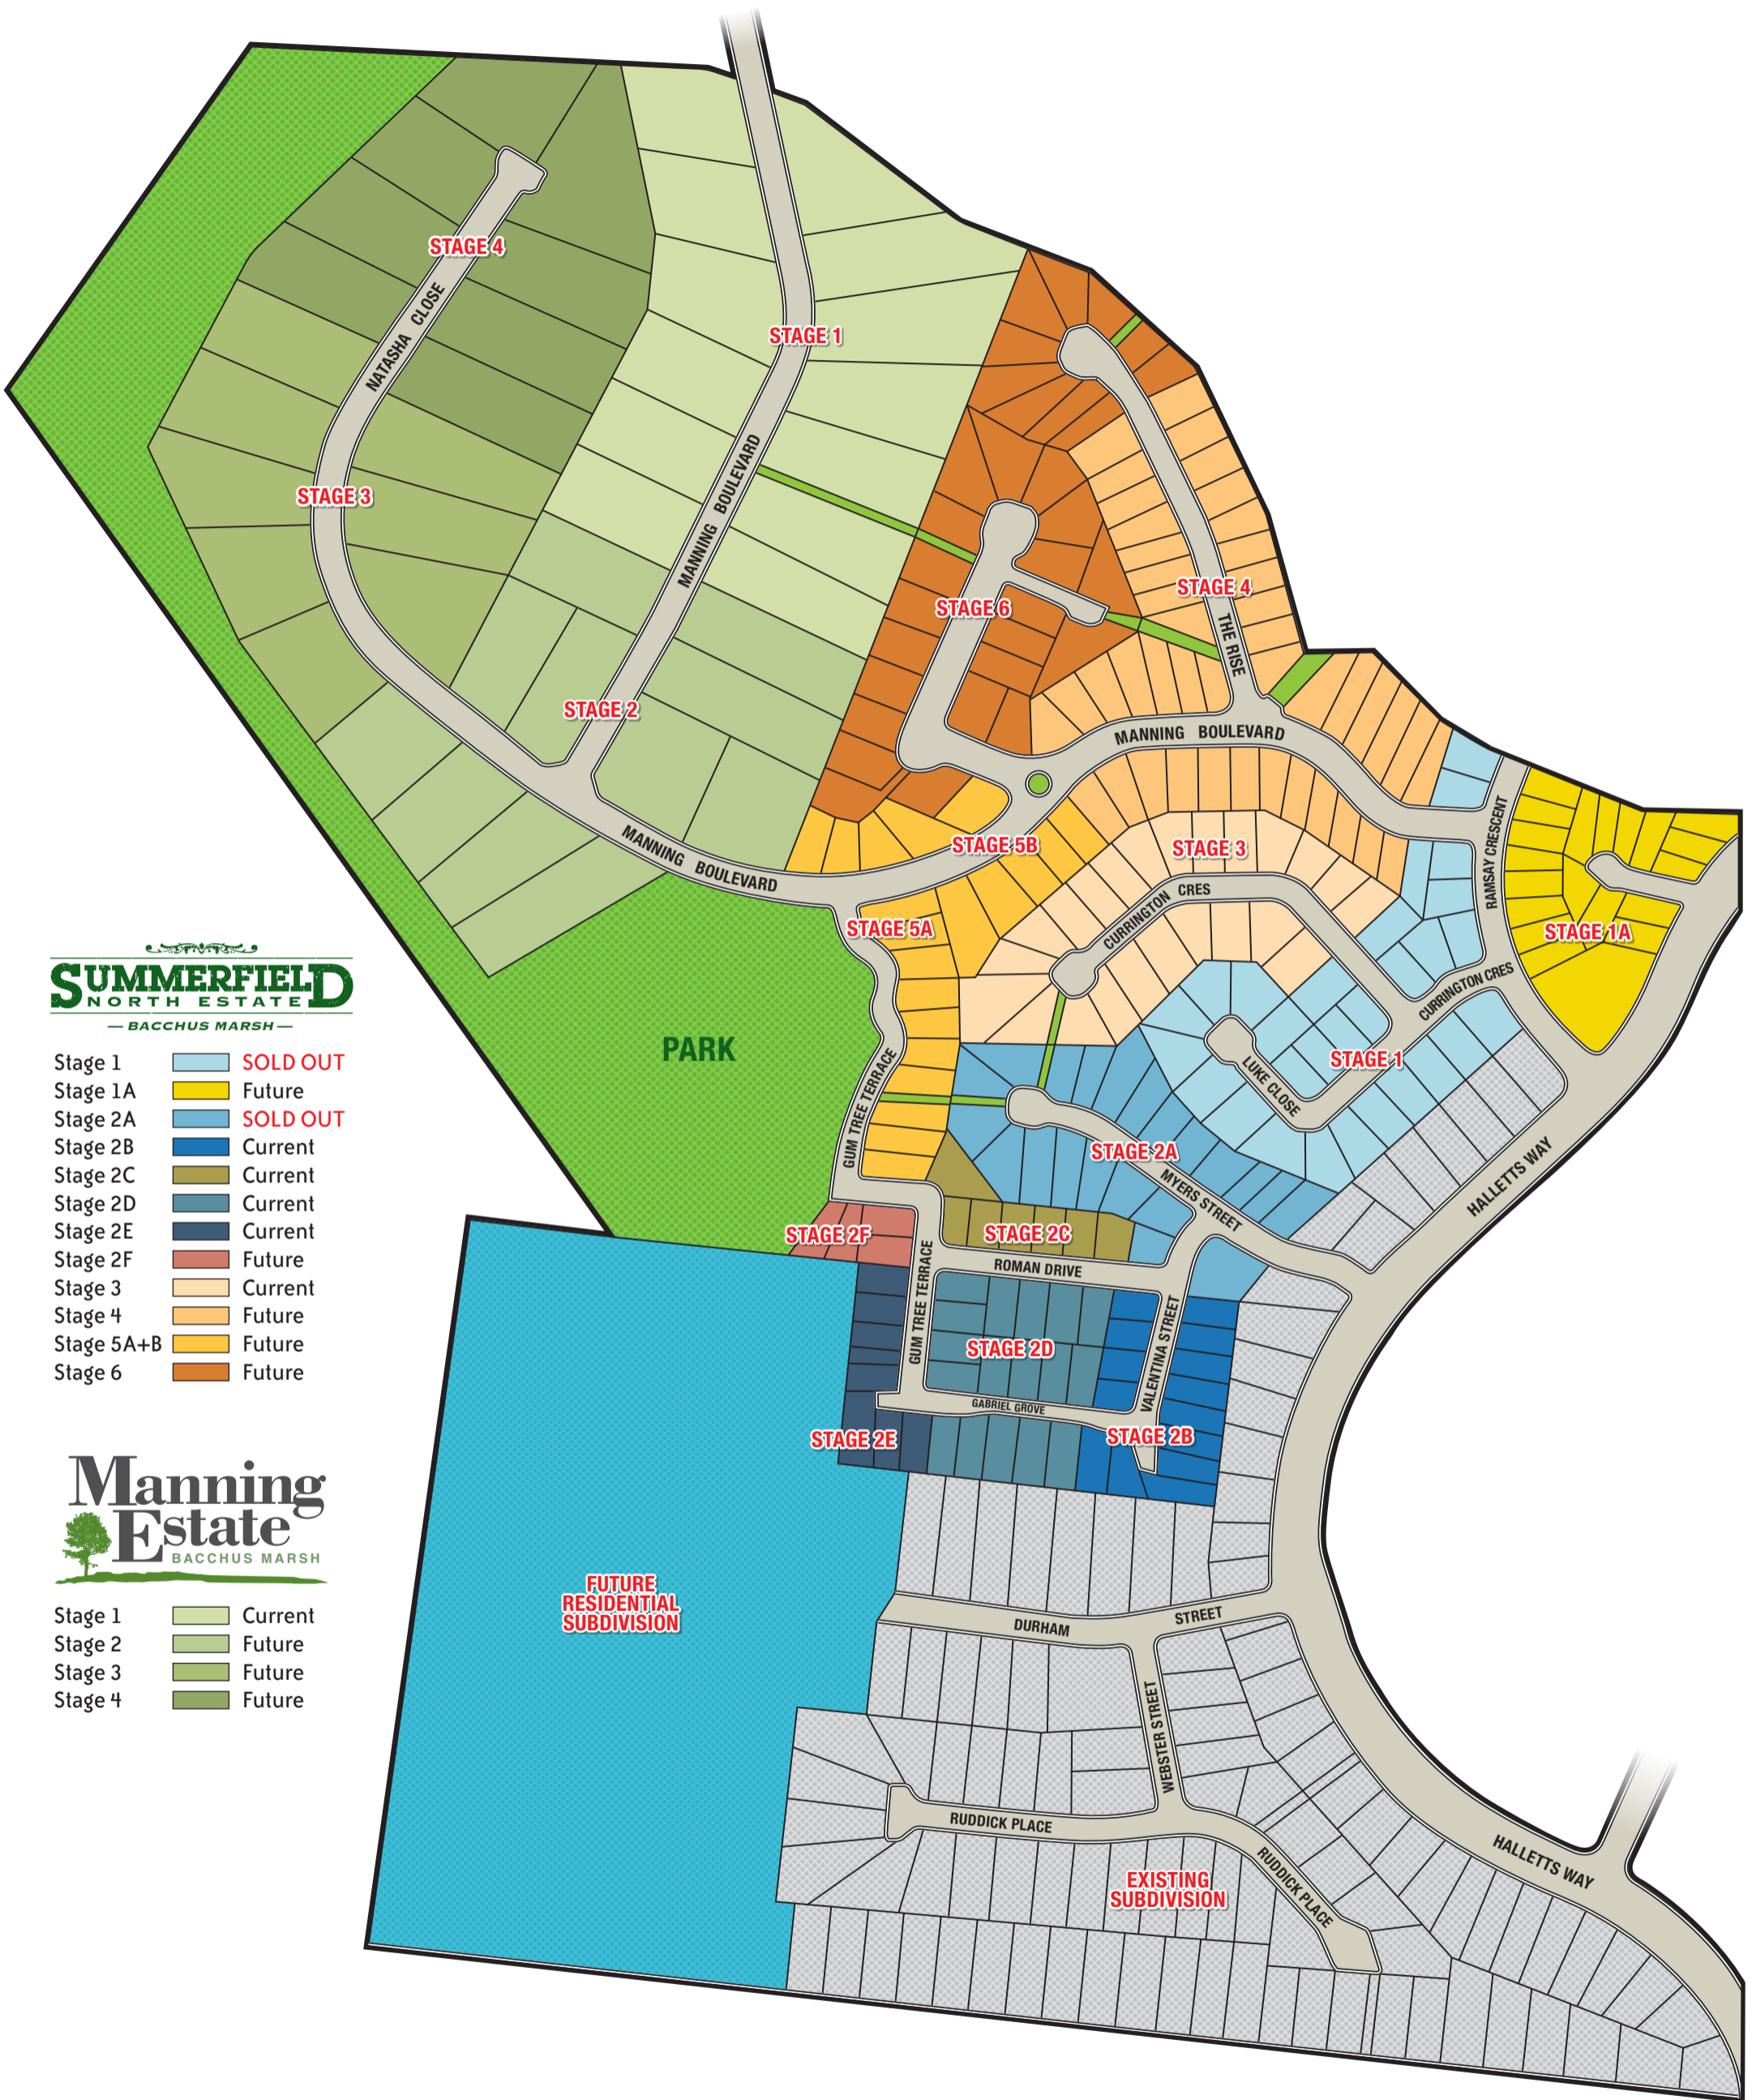 STAGE 4
NATASHA CLOSE
STAGE 1
STAGE 3
MANNING BOULEVARD
STAGE 6
STAGE 4
THE RISE
STAGE 2
MANNING BOULEVARD
MANNING BOULEVARD
STAGE 5B
STAGE 3
CURRINGTON CRES
RAMSAY CRESCENT
STAGE 1A
STAGE 5A
CURRINGTON CRES
PARK
GUM TREE TERRACE
LUKE CLOSE
STAGE 1
STAGE 2A
MYERS STREET
HALLETTS WAY
STAGE 2F
STAGE 2C
ROMAN DRIVE
GUM TREE TERRACE
STAGE 2D
VALENTINA STREET
GABRIEL GROVE
STAGE 2E
STAGE 2B
FUTURE
RESIDENTIAL
SUBDIVISION
DURHAM STREET
WEBSTER STREET
RUDDICK PLACE
RUDDICK PLACE
EXISTING
SUBDIVISION
HALLETTS WAY
SUMMERFIELD
NORTH ESTATE
— BACCHUS MARSH —
Stage 1 SOLD OUT
Stage 1A Future
Stage 2A SOLD OUT
Stage 2B Current
Stage 2C Current
Stage 2D Current
Stage 2E Current
Stage 2F Future
Stage 3 Current
Stage 4 Future
Stage 5A+B Future
Stage 6 Future
Manning
Estate
BACCHUS MARSH
Stage 1 Current
Stage 2 Future
Stage 3 Future
Stage 4 Future